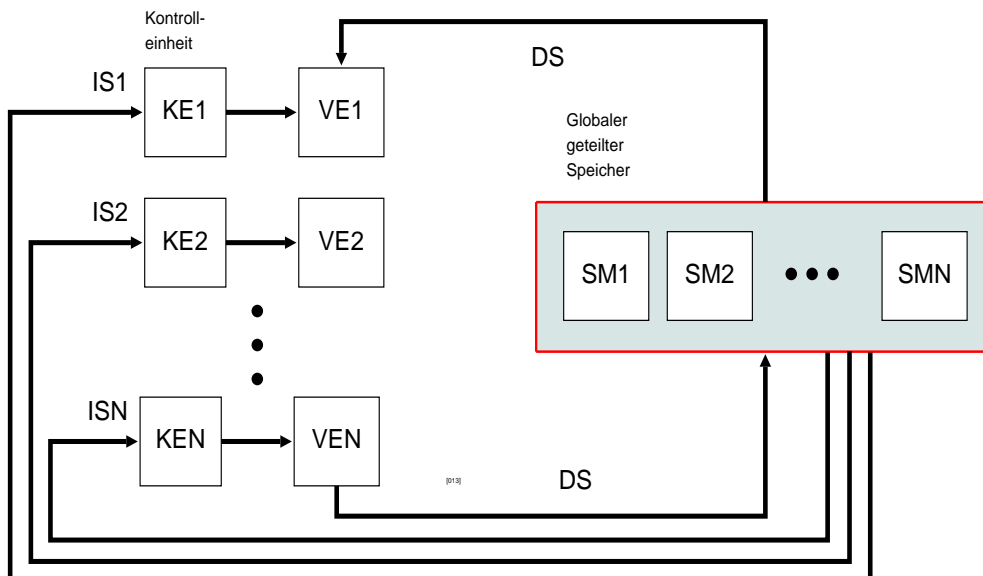 Kontroll-
einheit
DS
IS1
KE1
VE1
Globaler
geteilter
Speicher
IS2
KE2
VE2
SM1
SM2
SMN
ISN
KEN
VEN
[013]
DS